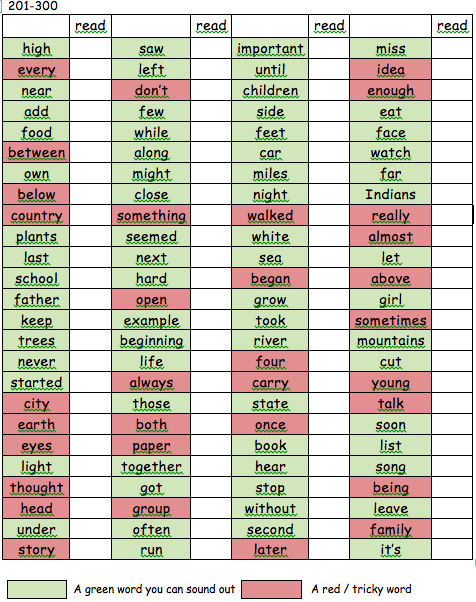 201-300
read read read read
high saw important miss
every left until idea
near don't children enough
add few side eat
food while feet face
between along car watch
own might miles far
below close night Indians
country something walked really
plants seemed white almost
last next sea let
school hard began above
father open grow girl
keep example took sometimes
trees beginning river mountains
never life four cut
started always carry young
city those state talk
earth both once soon
eyes paper book list
light together hear song
thought got stop being
head group without leave
under often second family
story run later it's
A green word you can sound out A red / tricky word